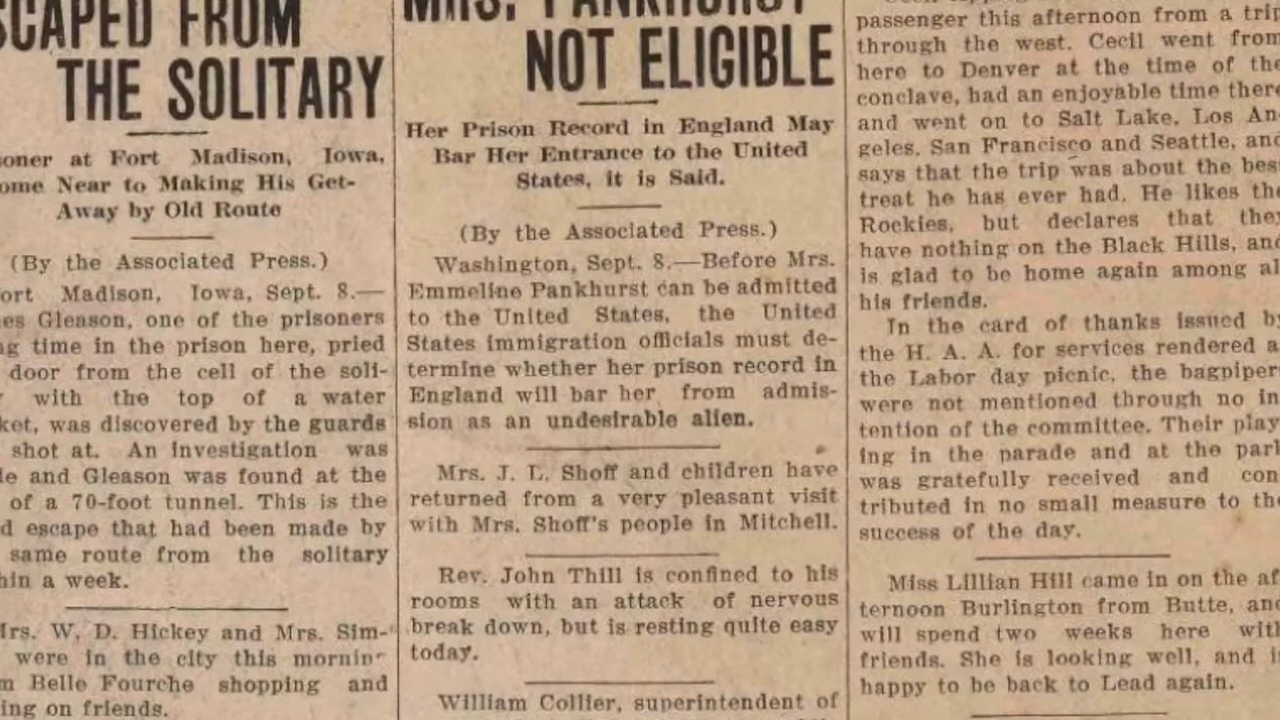 SCAPED FROM
THE SOLITARY
oner at Fort Madison, Iowa,
ome Near to Making His Get-
Away by Old Route
(By the Associated Press.)
ort Madison, Iowa, Sept. 8.—
es Gleason, one of the prisoners
ng time in the prison here, pried
door from the cell of the soli-
with the top of a water
ket, was discovered by the guards
shot at. An investigation was
le and Gleason was found at the
of a 70-foot tunnel. This is the
d escape that had been made by
same route from the solitary
hin a week.
Mrs. W. D. Hickey and Mrs. Sim-
were in the city this mornin
m Belle Fourche shopping and
ing on friends.
MRS. PANKHURST
NOT ELIGIBLE
Her Prison Record in England May
Bar Her Entrance to the United
States, it is Said.
(By the Associated Press.)
Washington, Sept. 8.—Before Mrs.
Emmeline Pankhurst can be admitted
to the United States, the United
States immigration officials must de-
termine whether her prison record in
England will bar her from admis-
sion as an undesirable alien.
Mrs. J. L. Shoff and children have
returned from a very pleasant visit
with Mrs. Shoff's people in Mitchell.
Rev. John Thill is confined to his
rooms with an attack of nervous
break down, but is resting quite easy
today.
William Collier, superintendent of
passenger this afternoon from a trip
through the west. Cecil went from
here to Denver at the time of the
conclave, had an enjoyable time there
and went on to Salt Lake, Los An
geles, San Francisco and Seattle, and
says that the trip was about the bes
treat he has ever had. He likes the
Rockies, but declares that they
have nothing on the Black Hills, and
is glad to be home again among al
his friends.
In the card of thanks issued by
the H. A. A. for services rendered a
the Labor day picnic, the bagpiper
were not mentioned through no in
tention of the committee. Their play
ing in the parade and at the park
was gratefully received and con
tributed in no small measure to the
success of the day.
Miss Lillian Hill came in on the af
ternoon Burlington from Butte, and
will spend two weeks here with
friends. She is looking well, and is
happy to be back to Lead again.